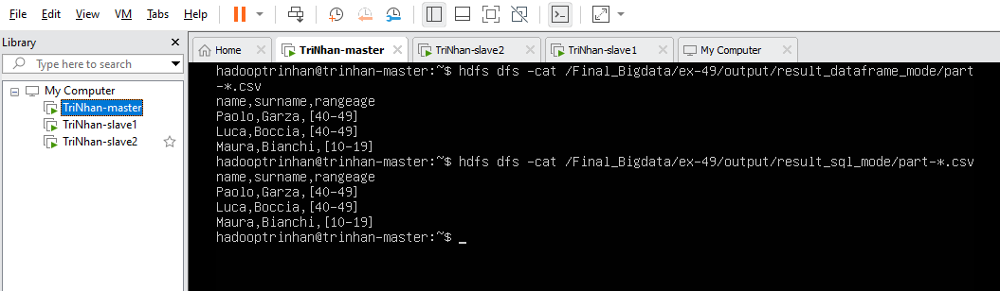 File Edit View VM Tabs Help
Library
Type here to search
My Computer
TriNhan-master
TriNhan-slave1
TriNhan-slave2
Home
TriNhan-master
TriNhan-slave2
TriNhan-slave1
My Computer
hadooptrinhan@trinhan-master:~$ hdfs dfs -cat /Final_Bigdata/ex-49/output/result_dataframe_mode/part
-*.csv
name,surname,rangeage
Paolo,Garza,[40-49]
Luca,Boccia,[40-49]
Maura,Bianchi,[10-19]
hadooptrinhan@trinhan-master:~$ hdfs dfs -cat /Final_Bigdata/ex-49/output/result_sql_mode/part-*.csv
name,surname,rangeage
Paolo,Garza,[40-49]
Luca,Boccia,[40-49]
Maura,Bianchi,[10-19]
hadooptrinhan@trinhan-master:~$ _